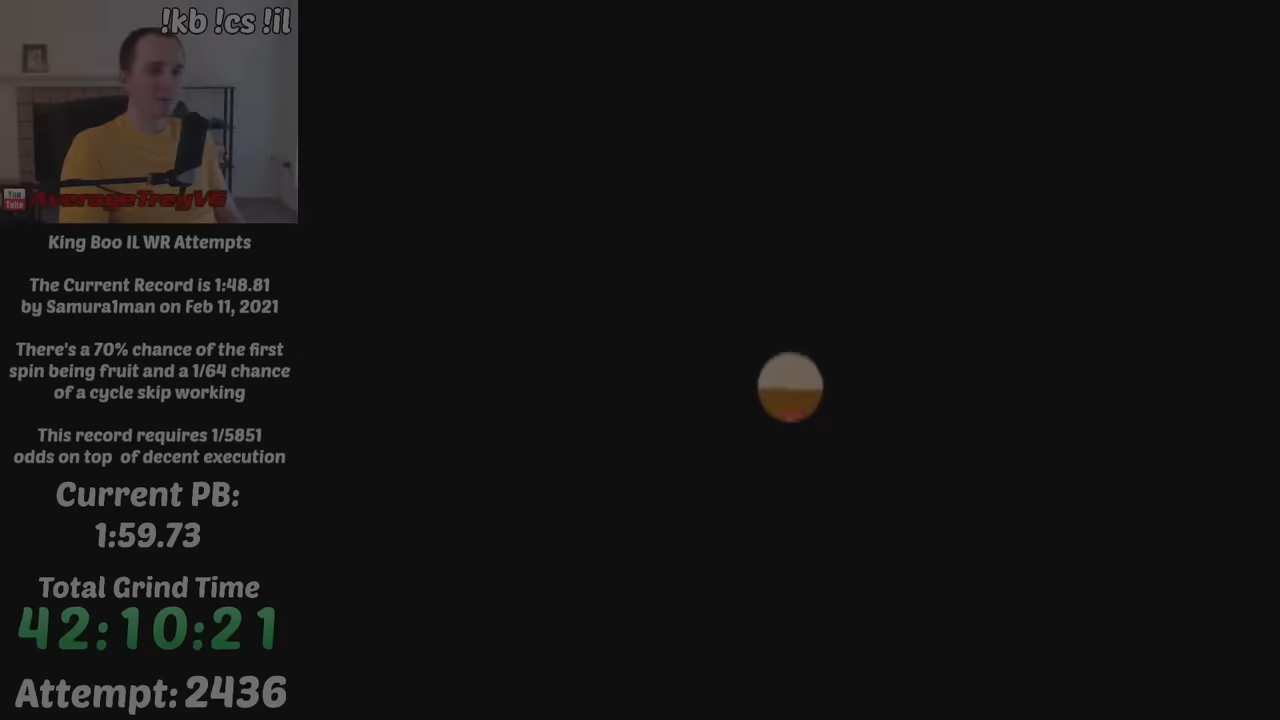 !kb !cs !il
You
Tube
AverageTreyVG
King Boo IL WR Attempts
The Current Record is 1:48.81
by Samura1man on Feb 11, 2021
There's a 70% chance of the first
spin being fruit and a 1/64 chance
of a cycle skip working
This record requires 1/5851
odds on top of decent execution
Current PB:
1:59.73
Total Grind Time
42:10:21
Attempt: 2436